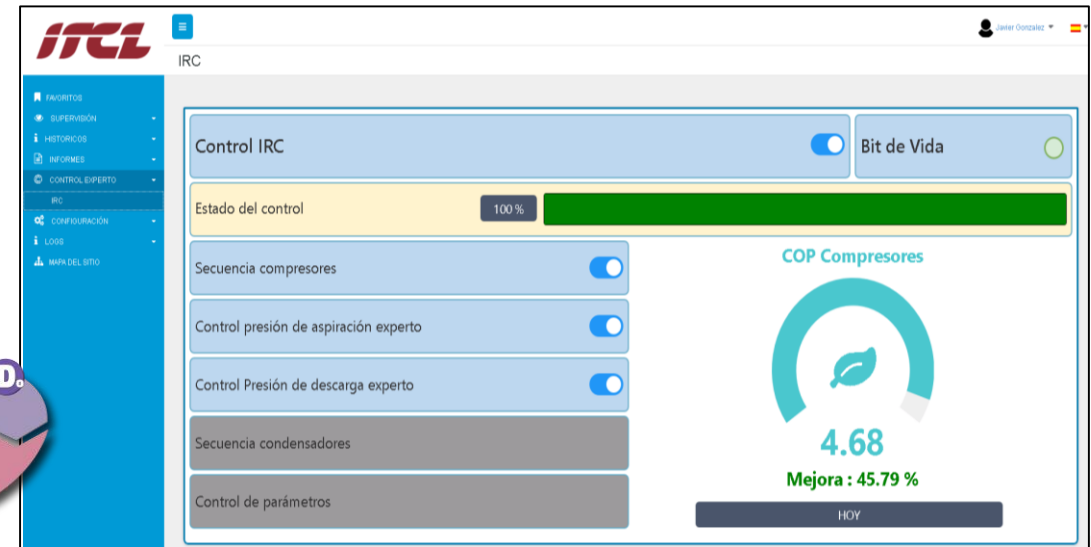 ITCL
Javier Gonzalez
IRC
FAVORITOS
SUPERVISIÓN
HISTORICOS
INFORMES
CONTROL EXPERTO
IRC
CONFIGURACIÓN
LOGS
MAPA DEL SITIO
Control IRC
Bit de Vida
Estado del control
100 %
Secuencia compresores
Control presión de aspiración experto
Control Presión de descarga experto
Secuencia condensadores
Control de parámetros
COP Compresores
4.68
Mejora : 45.79 %
HOY
D.